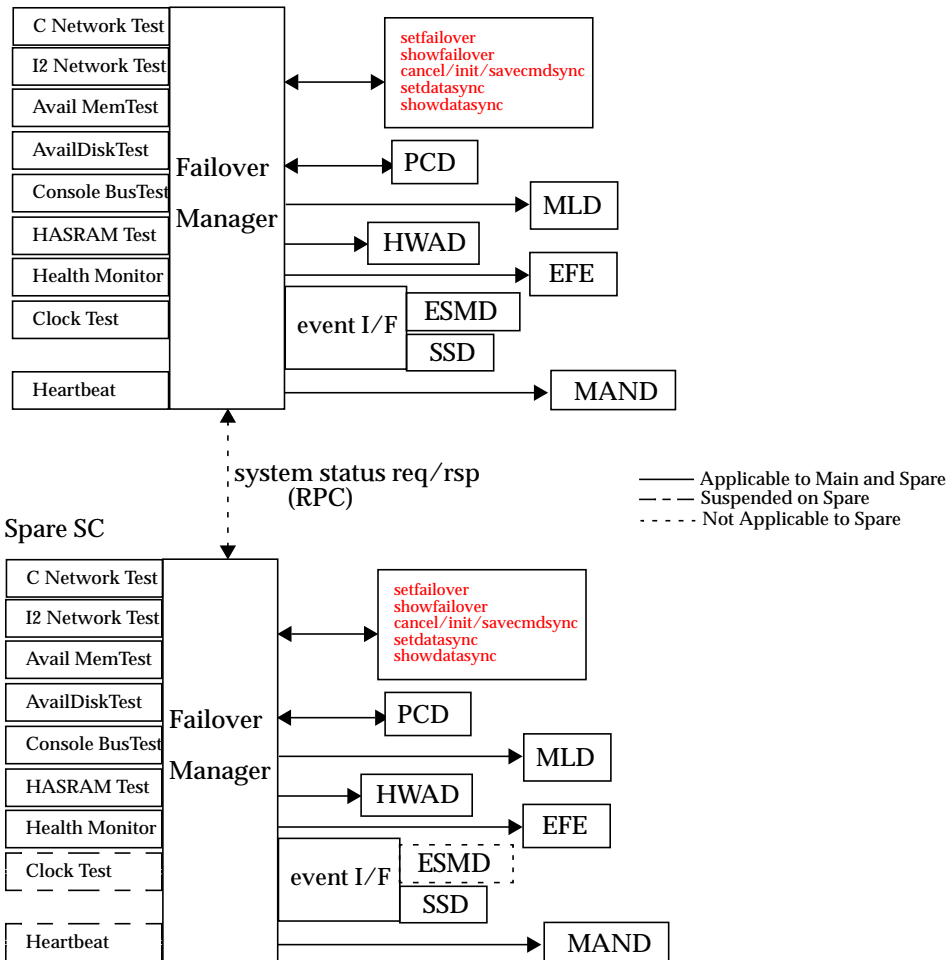 C Network Test
I2 Network Test
Avail MemTest
AvailDiskTest
Console BusTest
HASRAM Test
Health Monitor
Clock Test
Heartbeat
Failover
Manager
setfailover
showfailover
cancel/init/savecmdsync
setdatasync
showdatasync
PCD
MLD
HWAD
EFE
event I/F
ESMD
SSD
MAND
system status req/rsp
(RPC)
Applicable to Main and Spare
Suspended on Spare
Not Applicable to Spare
Spare SC
C Network Test
I2 Network Test
Avail MemTest
AvailDiskTest
Console BusTest
HASRAM Test
Health Monitor
Clock Test
Heartbeat
Failover
Manager
setfailover
showfailover
cancel/init/savecmdsync
setdatasync
showdatasync
PCD
MLD
HWAD
EFE
event I/F
ESMD
SSD
MAND